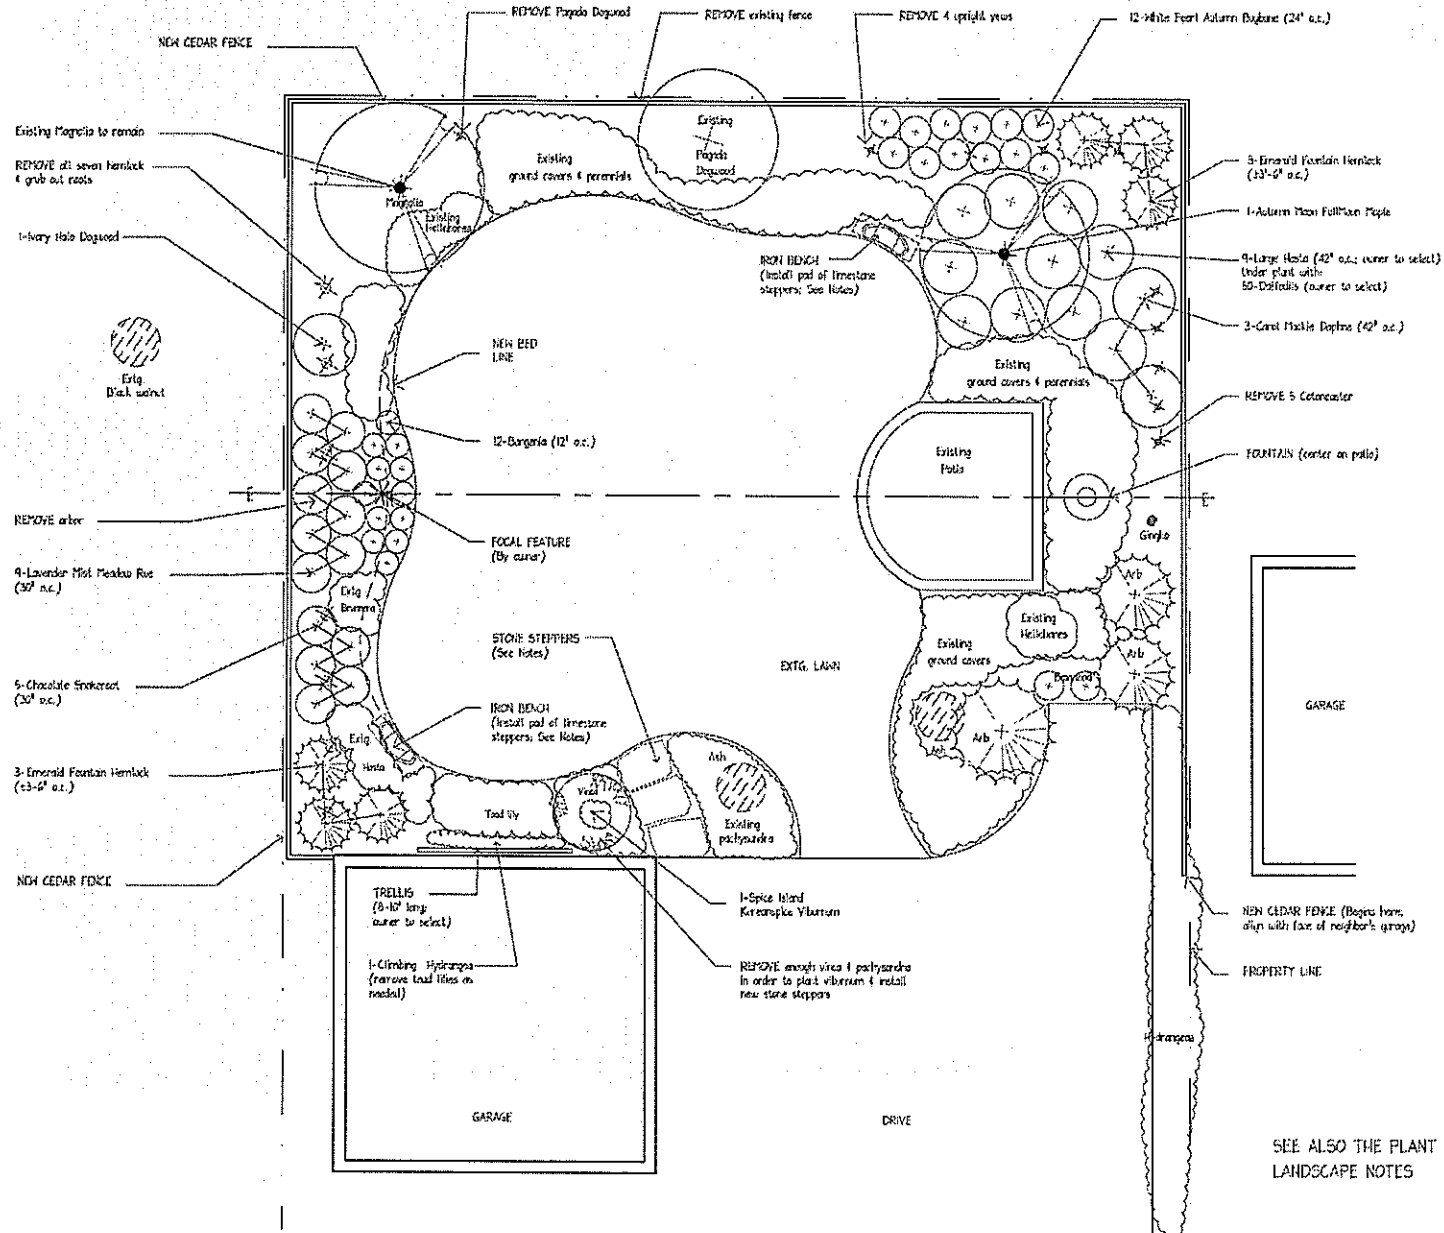 REMOVE Pagoda Dogwood
REMOVE existing fence
REMOVE 4 upright yews
12-White Pearl Autumn Bugbane (24" o.c.)
NEW CEDAR FENCE
Existing Magnolia to remain
REMOVE all seven Hemlock
& grub out roots
1-Ivory Halo Dogwood
Magnolia
Existing
Hellebores
Existing
ground covers & perennials
Existing
Pagoda
Dogwood
IRON BENCH
(Install pad of limestone
steppers; See Notes)
3-Emerald Fountain Hemlock
(±3'-6" o.c.)
1-Autumn Moon FullMoon Maple
9-Large Hosta (42" o.c.; owner to select)
Under plant with:
50-Daffodils (owner to select)
3-Carol Mackie Daphne (42" o.c.)
Extg.
Black walnut
NEW BED
LINE
Existing
ground covers & perennials
REMOVE 5 Cotoneaster
12-Bergenia (12" o.c.)
Existing
Patio
FOUNTAIN (center on patio)
REMOVE arbor
FOCAL FEATURE
(By owner)
Gingko
9-Lavender Mist Meadow Rue
(30" o.c.)
Extg.
Brunnera
Arb
STONE STEPPERS
(See Notes)
Existing
Hellebores
Existing
ground covers
Arb
Boxwood
EXTG. LAWN
5-Chocolate Snakeroot
(30" o.c.)
IRON BENCH
(Install pad of limestone
steppers; See Notes)
GARAGE
Extg.
Hosta
Ash
Arb
3-Emerald Fountain Hemlock
(±3-6" o.c.)
Ash
Vinca
Toad lily
Existing
pachysandra
NEW CEDAR FENCE
TRELLIS
(8-10' long;
owner to select)
1-Spice Island
Koreanspice Viburnum
NEW CEDAR FENCE (Begins here;
align with face of neighbor's garage)
1-Climbing Hydrangea
(remove toad lilies as
needed)
REMOVE enough vinca & pachysandra
in order to plant viburnum & install
new stone steppers
PROPERTY LINE
Hydrangeas
GARAGE
DRIVE
SEE ALSO THE PLANT
LANDSCAPE NOTES